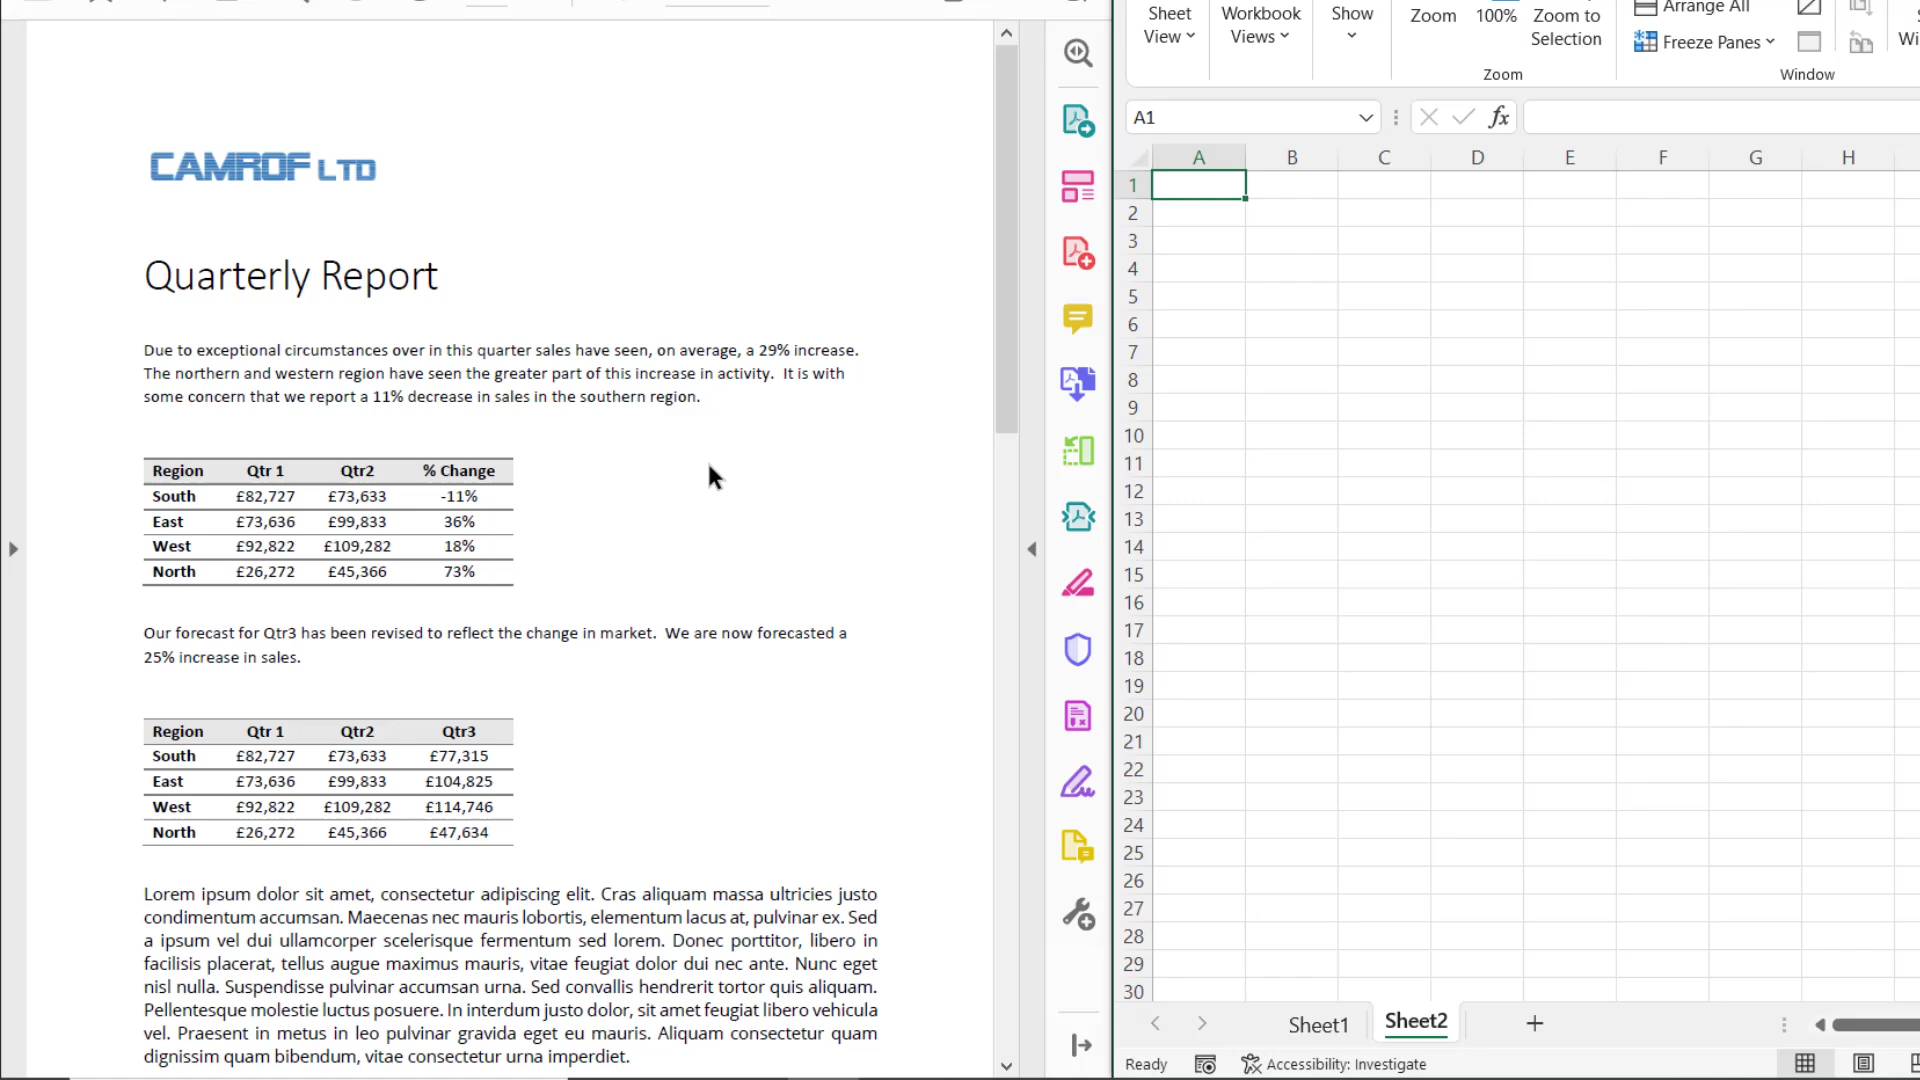 CAMROF LTD
Quarterly Report
Due to exceptional circumstances over in this quarter sales have seen, on average, a 29% increase.
The northern and western region have seen the greater part of this increase in activity. It is with
some concern that we report a 11% decrease in sales in the southern region.
Region Qtr 1 Qtr2 % Change
South £82,727 £73,633 -11%
East £73,636 £99,833 36%
West £92,822 £109,282 18%
North £26,272 £45,366 73%
Our forecast for Qtr3 has been revised to reflect the change in market. We are now forecasted a
25% increase in sales.
Region Qtr 1 Qtr2 Qtr3
South £82,727 £73,633 £77,315
East £73,636 £99,833 £104,825
West £92,822 £109,282 £114,746
North £26,272 £45,366 £47,634
Lorem ipsum dolor sit amet, consectetur adipiscing elit. Cras aliquam massa ultricies justo
condimentum accumsan. Maecenas nec mauris lobortis, elementum lacus at, pulvinar ex. Sed
a ipsum vel dui ullamcorper scelerisque fermentum sed lorem. Donec porttitor, libero in
facilisis placerat, tellus augue maximus mauris, vitae feugiat dolor dui nec ante. Nunc eget
nisl nulla. Suspendisse pulvinar accumsan urna. Sed convallis hendrerit tortor quis aliquam.
Pellentesque molestie luctus posuere. In interdum justo dolor, sit amet feugiat libero vehicula
vel. Praesent in metus in leo pulvinar gravida eget eu mauris. Aliquam consectetur quam
dignissim quam bibendum, vitae consectetur urna imperdiet.
Sheet
View
Workbook
Views
Show
Zoom
100%
Zoom to
Selection
Arrange All
Freeze Panes
Zoom
Window
A1
fx
A B C D E F G H
1
2
3
4
5
6
7
8
9
10
11
12
13
14
15
16
17
18
19
20
21
22
23
24
25
26
27
28
29
30
Sheet1 Sheet2
Ready
Accessibility: Investigate